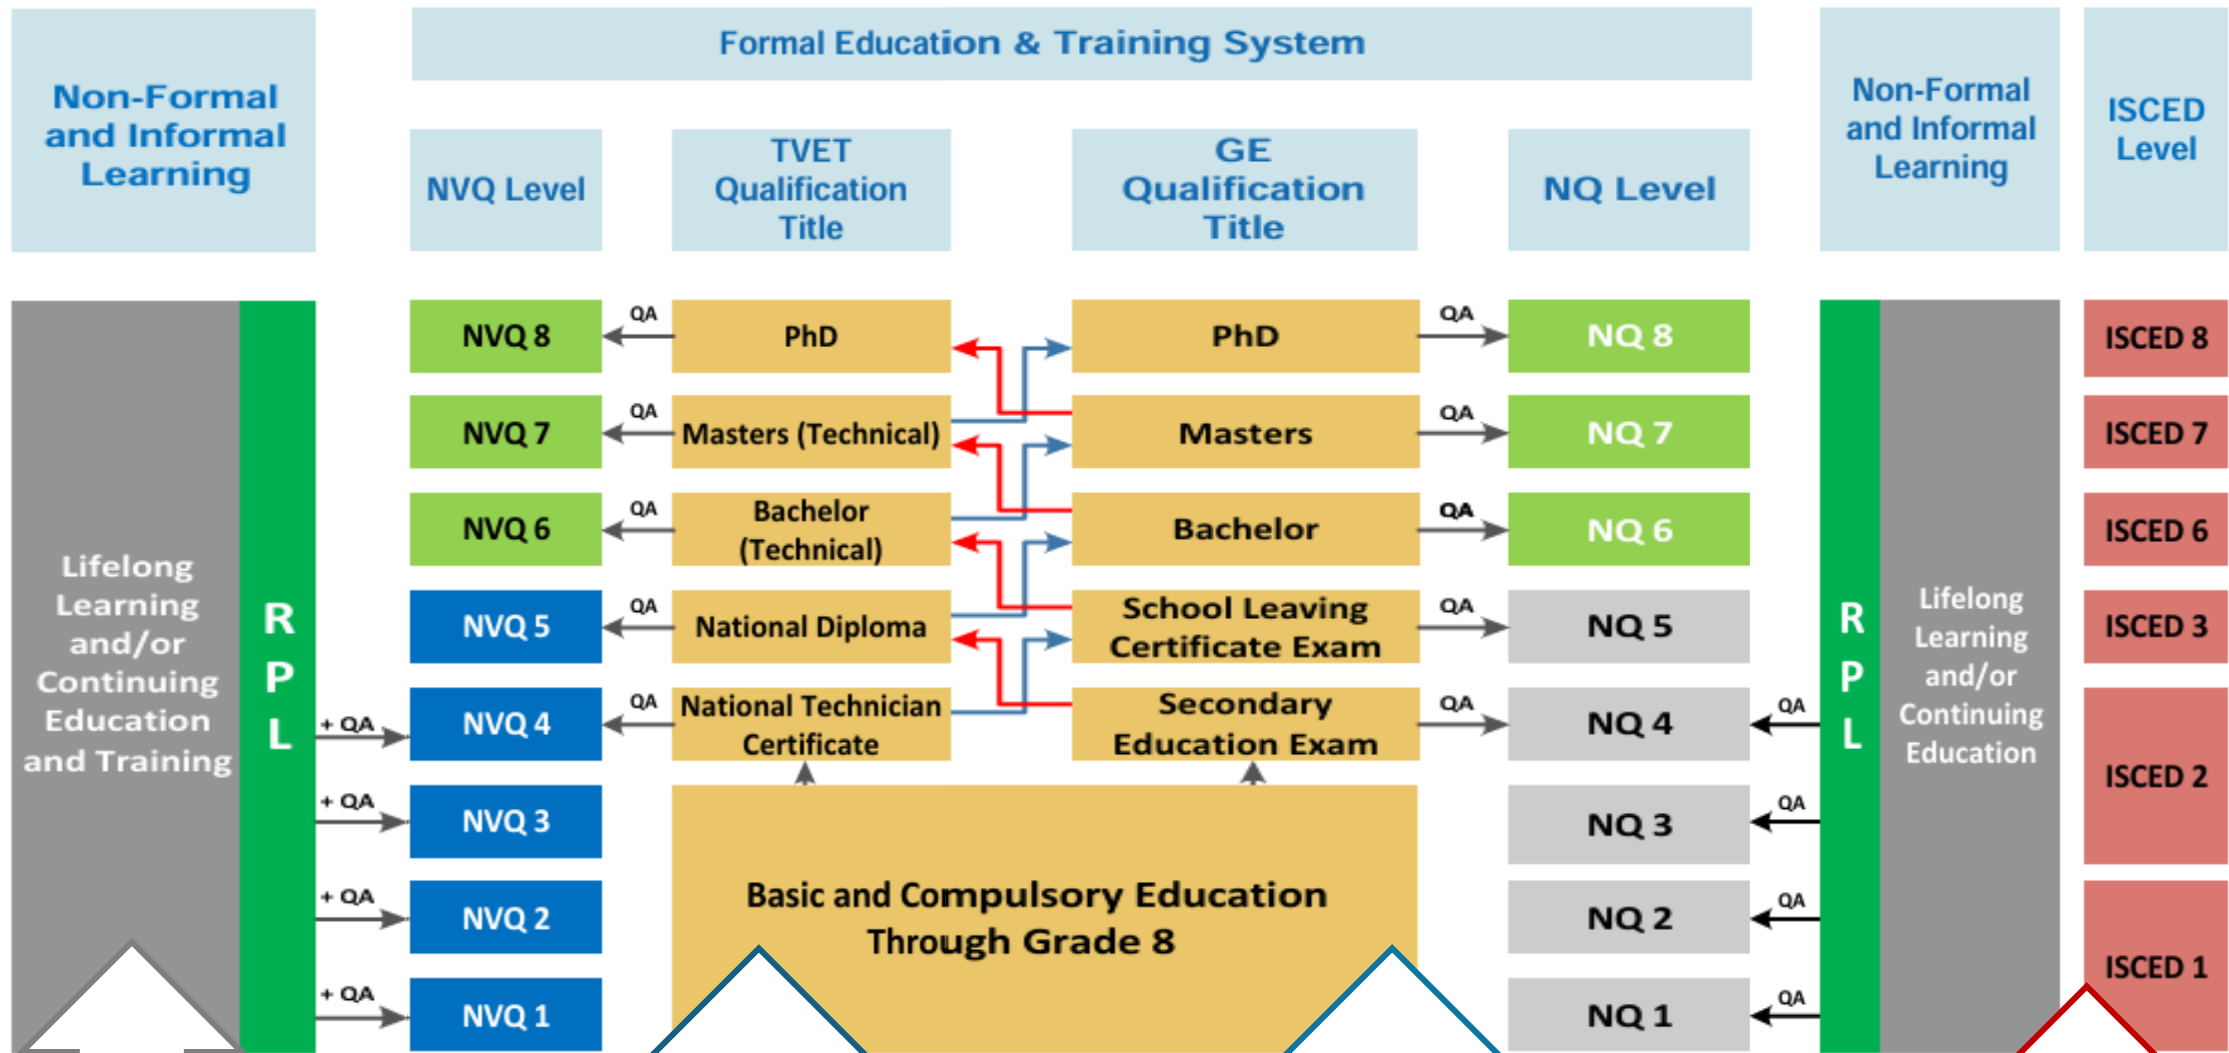 Formal Education & Training System
Non-Formal
and Informal
Learning
NVQ Level
TVET
Qualification
Title
GE
Qualification
Title
NQ Level
Non-Formal
and Informal
Learning
ISCED
Level
NVQ 8
QA
PhD
PhD
QA
NQ 8
ISCED 8
NVQ 7
QA
Masters (Technical)
Masters
QA
NQ 7
ISCED 7
NVQ 6
QA
Bachelor
(Technical)
Bachelor
QA
NQ 6
ISCED 6
Lifelong
Learning
and/or
Continuing
Education
and Training
R
P
L
NVQ 5
QA
National Diploma
School Leaving
Certificate Exam
QA
NQ 5
R
P
L
Lifelong
Learning
and/or
Continuing
Education
ISCED 3
+ QA
NVQ 4
QA
National Technician
Certificate
Secondary
Education Exam
QA
NQ 4
QA
ISCED 2
+ QA
NVQ 3
Basic and Compulsory Education
Through Grade 8
NQ 3
QA
+ QA
NVQ 2
NQ 2
QA
ISCED 1
+ QA
NVQ 1
NQ 1
QA